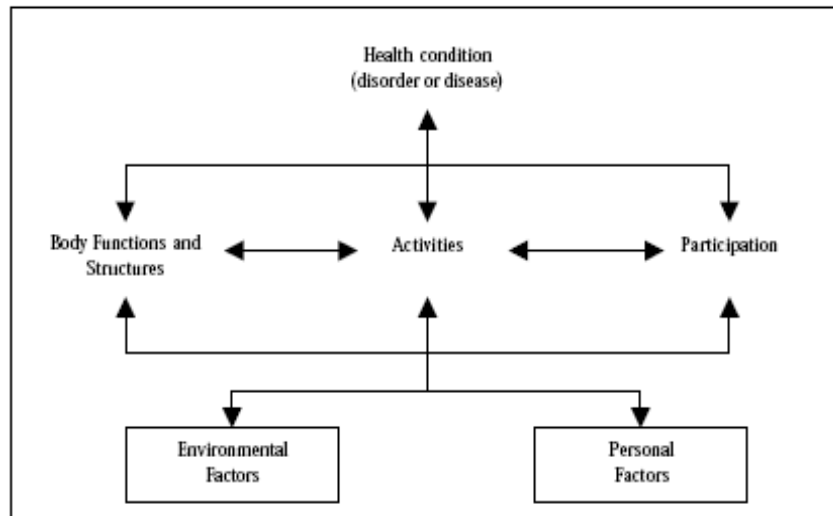 Health condition
(disorder or disease)
Body Functions and
Structures
Activities
Participation
Environmental
Factors
Personal
Factors